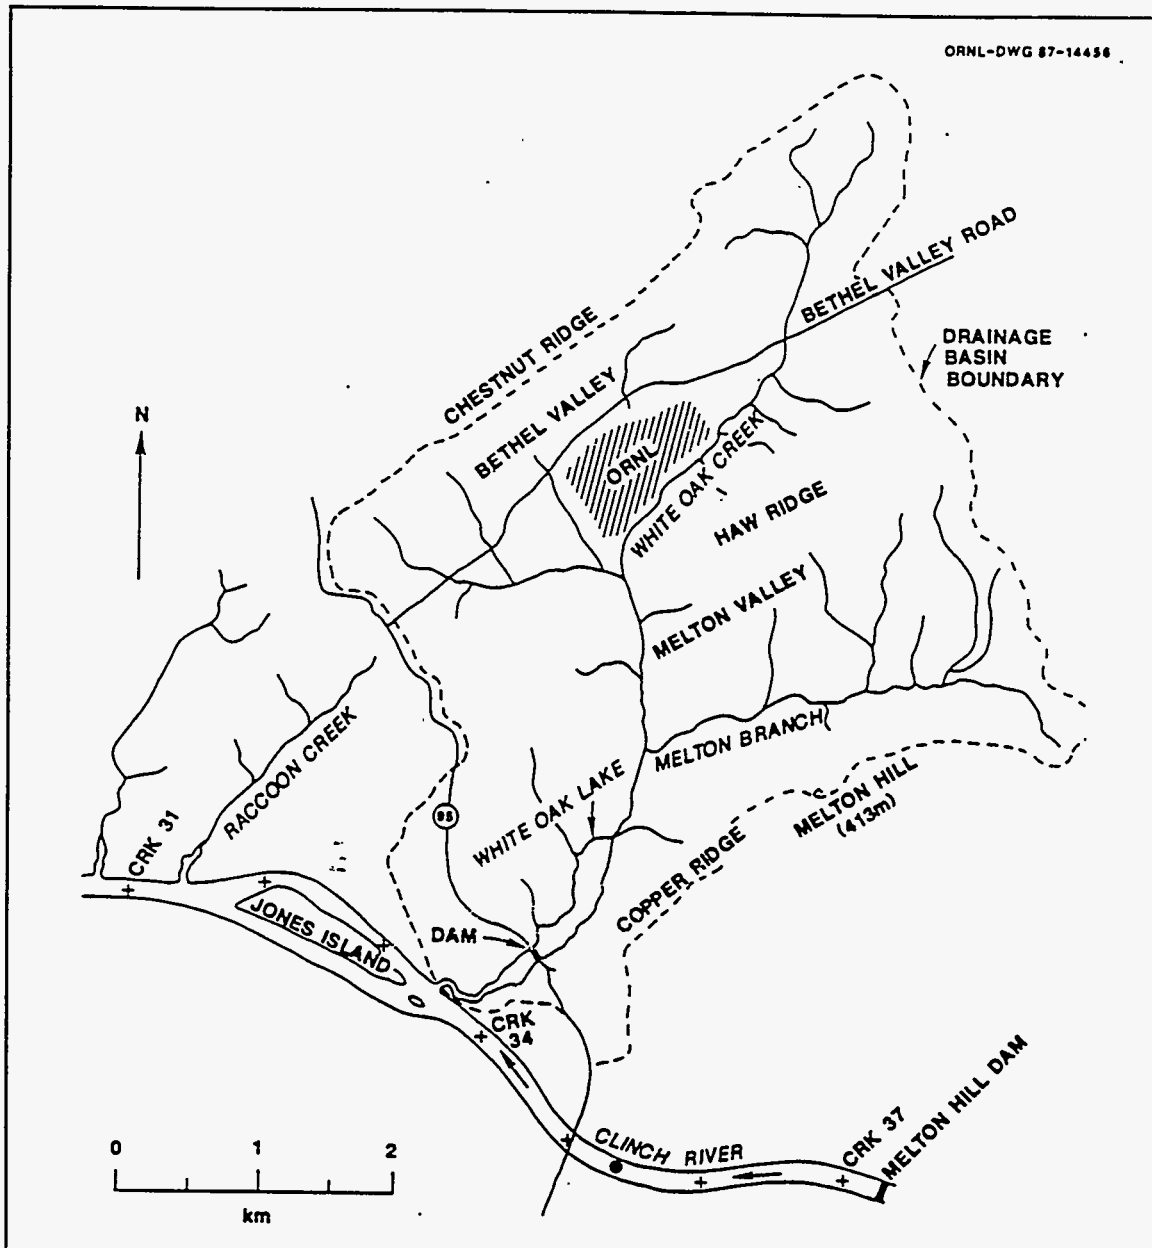 ORNL-DWG 87-14456
BETHEL VALLEY ROAD
CHESTNUT RIDGE
DRAINAGE
BASIN
BOUNDARY
N
BETHEL VALLEY
ORNL
WHITE OAK CREEK
HAW RIDGE
MELTON VALLEY
RACCOON CREEK
MELTON BRANCH
WHITE OAK LAKE
MELTON HILL
(413m)
95
COPPER RIDGE
CRK 31
JONES ISLAND
DAM
CRK
34
MELTON HILL DAM
CRK 37
CLINCH RIVER
0 1 2
km